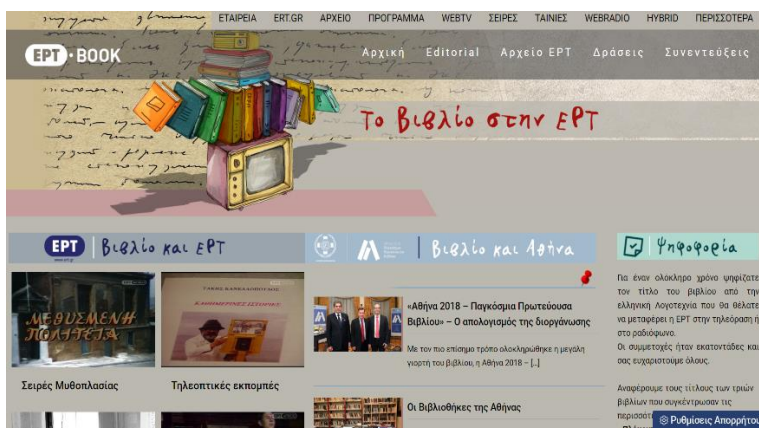 ΕΤΑΙΡΕΙΑ ERT.GR ΑΡΧΕΙΟ ΠΡΟΓΡΑΜΜΑ WEBTV ΣΕΙΡΕΣ ΤΑΙΝΙΕΣ WEBRADIO HYBRID ΠΕΡΙΣΣΟΤΕΡΑ
ΕΡΤ • BOOK
Αρχική Editorial Αρχείο ΕΡΤ Δράσεις Συνεντεύξεις
Το Βιβλίο στην ΕΡΤ
ΕΡΤ Βιβλίο και ΕΡΤ
Βιβλίο και Αθήνα
Ψηφοφορία
ΜΕΘΥΣΜΕΝΗ
ΠΟΛΙΤΕΙΑ
ΚΑΘΗΜΕΡΙΝΕΣ ΙΣΤΟΡΙΕΣ
Σειρές Μυθοπλασίας
Τηλεοπτικές εκπομπές
«Αθήνα 2018 – Παγκόσμια Πρωτεύουσα
Βιβλίου» – Ο απολογισμός της διοργάνωσης
Με τον πιο επίσημο τρόπο ολοκληρώθηκε η μεγάλη
γιορτή του βιβλίου, η Αθήνα 2018 – [...]
Οι Βιβλιοθήκες της Αθήνας
Για έναν ολόκληρο χρόνο ψηφίζατε
τον τίτλο του βιβλίου από την
ελληνική Λογοτεχνία που θα θέλατε
να μεταφέρει η ΕΡΤ στην τηλεόραση ή
στο ραδιόφωνο.
Οι συμμετοχές ήταν εκατοντάδες και
σας ευχαριστούμε όλους.
Αναφέρουμε τους τίτλους των τριών
βιβλίων που συγκέντρωσαν τις
Ρυθμίσεις Απορρήτου